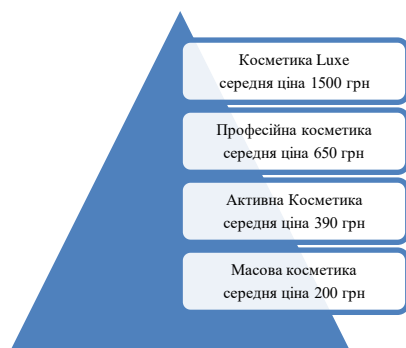 Косметика Luxe
середня ціна 1500 грн
Професійна косметика
середня ціна 650 грн
Активна Косметика
середня ціна 390 грн
Масова косметика
середня ціна 200 грн